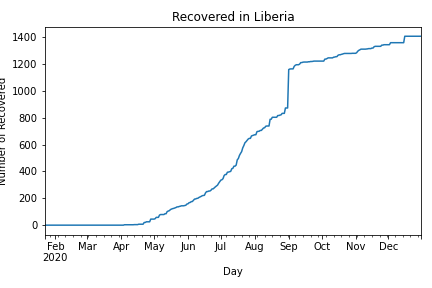 Recovered in Liberia
Number of Recovered
1400
1200
1000
800
600
400
200
0
Feb Mar Apr May Jun Jul Aug Sep Oct Nov Dec
2020
Day